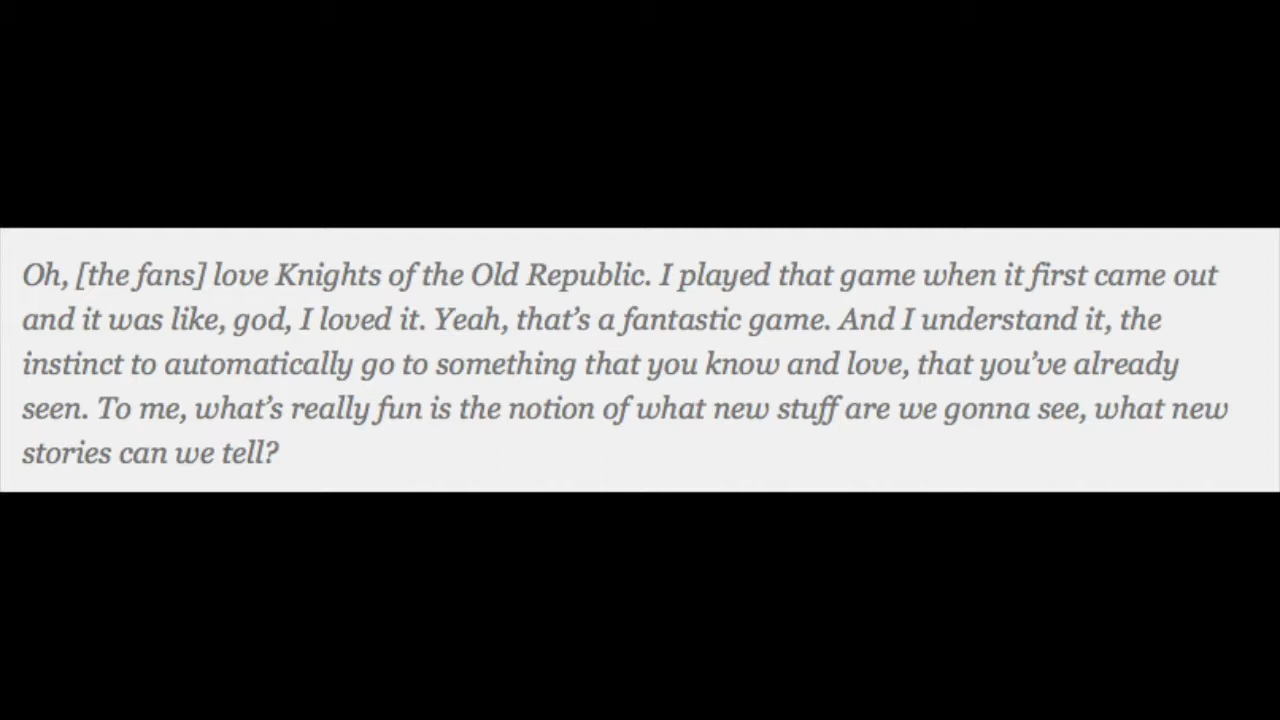 Oh, [the fans] love Knights of the Old Republic. I played that game when it first came out
and it was like, god, I loved it. Yeah, that’s a fantastic game. And I understand it, the
instinct to automatically go to something that you know and love, that you’ve already
seen. To me, what’s really fun is the notion of what new stuff are we gonna see, what new
stories can we tell?